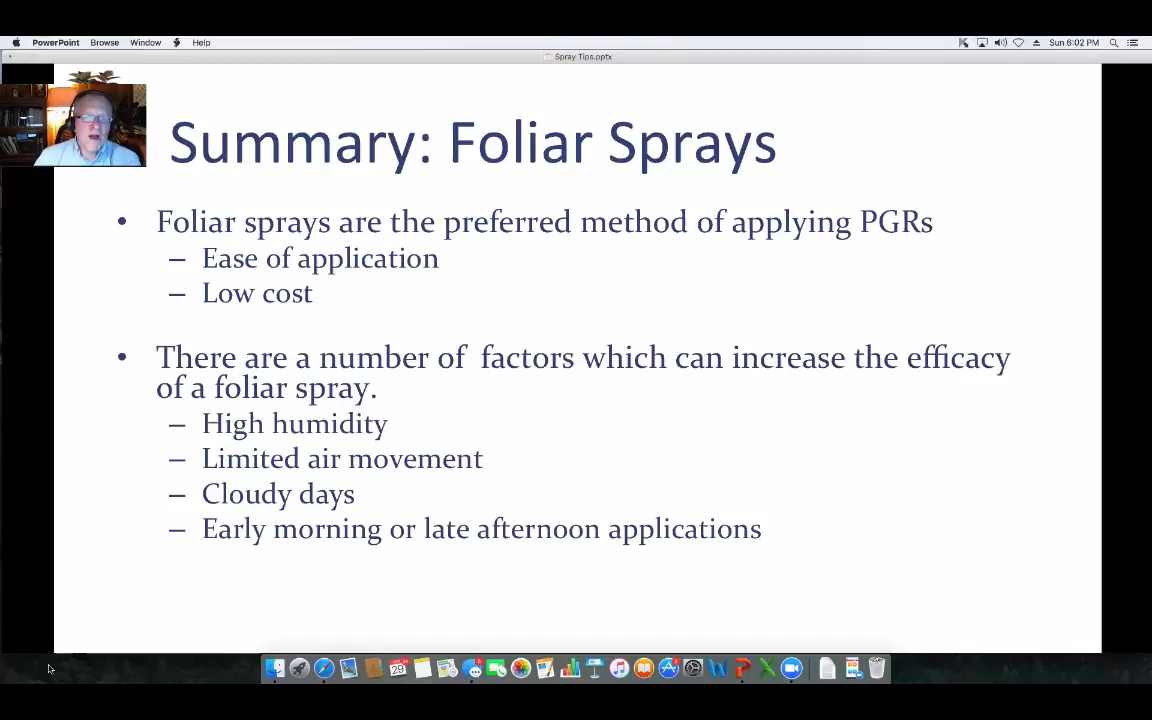 PowerPoint Browse Window Help
Sun 6:02 PM
Spray Tips.pptx
Summary: Foliar Sprays
• Foliar sprays are the preferred method of applying PGRs
– Ease of application
– Low cost
• There are a number of factors which can increase the efficacy
of a foliar spray.
– High humidity
– Limited air movement
– Cloudy days
– Early morning or late afternoon applications
29